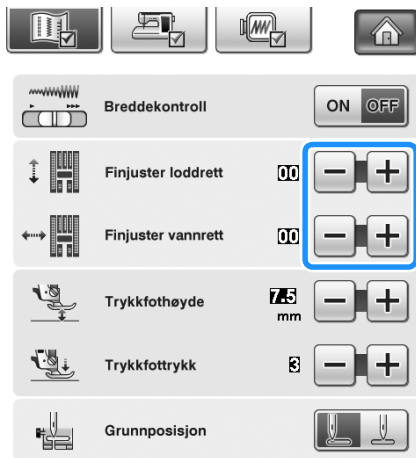 Breddekontroll ON OFF
Finjuster loddrett 00 − +
Finjuster vannrett 00 − +
Trykkfothøyde 7.5 mm − +
Trykkfottrykk 3 − +
Grunnposisjon